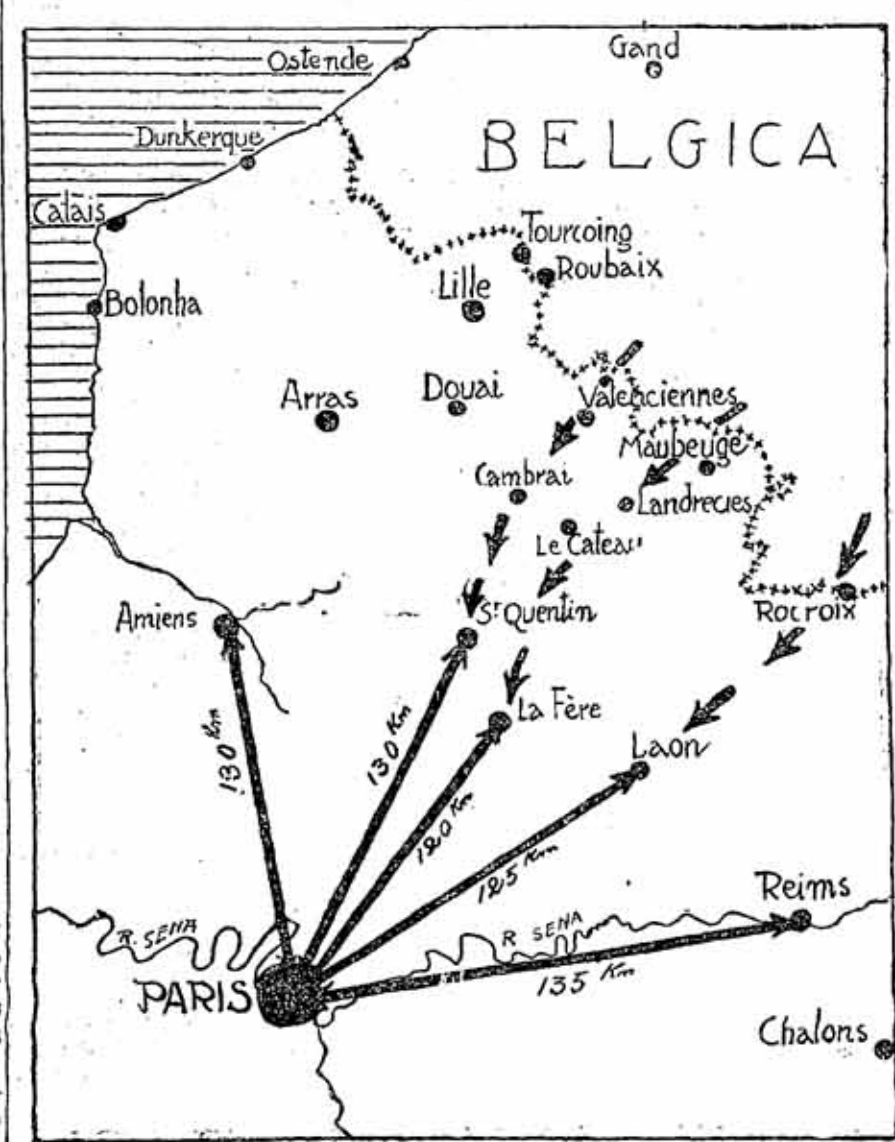 Ostende
Gand
BELGICA
Dunkerque
Calais
Tourcoing
Roubaix
Bolonha
Lille
Arras
Douai
Valenciennes
Maubeuge
Cambrai
Landrecies
Le Cateau
Amiens
St Quentin
Rocroix
La Fère
130 Km
130 Km
Laon
120 Km
125 Km
Reims
R. SENA
R SENA
135 Km
PARIS
Chalons